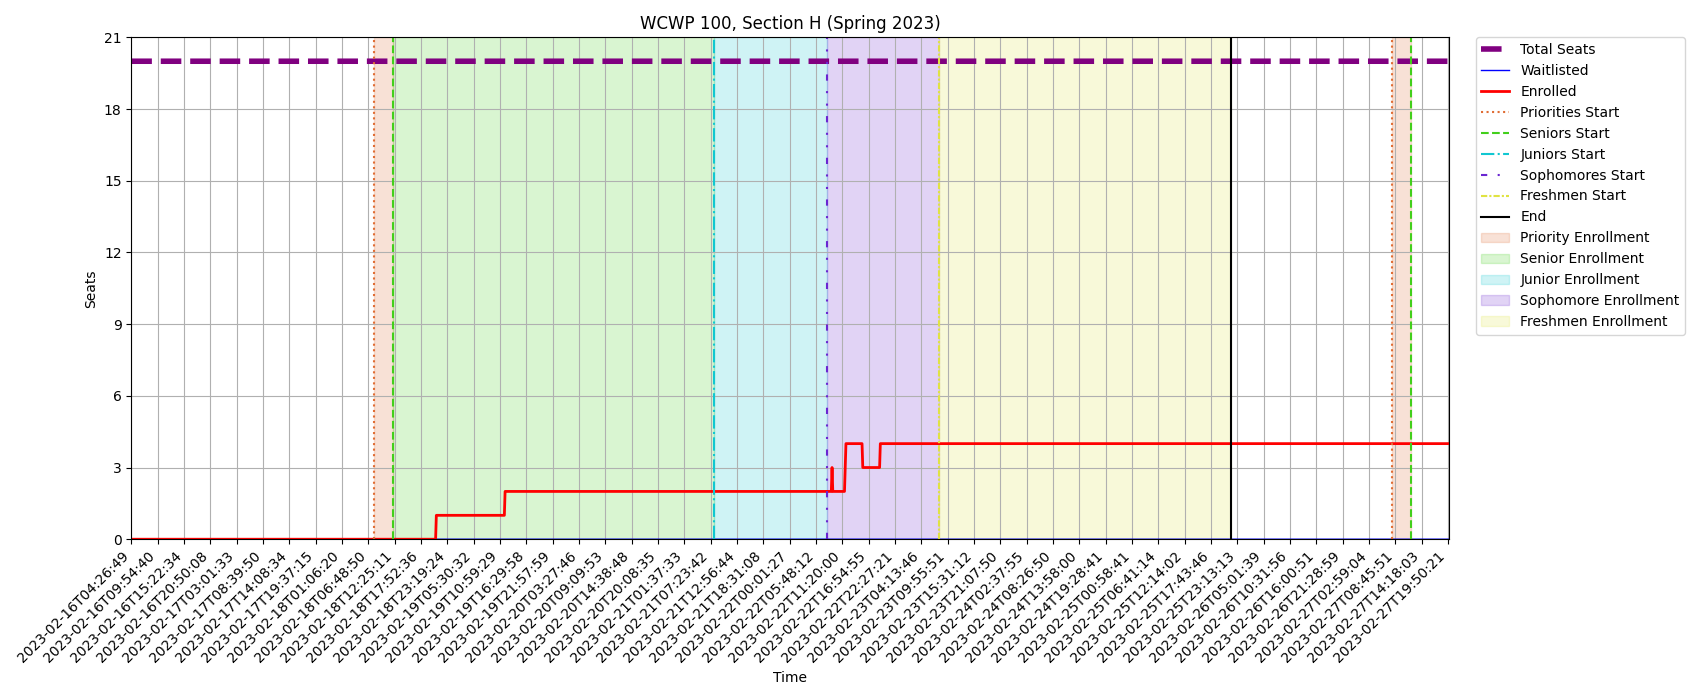 WCWP 100, Section H (Spring 2023)
21
18
15
12
9
6
3
0
Seats
2023-02-16T04:26:49
2023-02-16T09:54:40
2023-02-16T15:22:34
2023-02-16T20:50:08
2023-02-17T03:01:33
2023-02-17T08:39:50
2023-02-17T14:08:34
2023-02-17T19:37:15
2023-02-18T01:06:20
2023-02-18T06:48:50
2023-02-18T12:25:11
2023-02-18T17:52:36
2023-02-18T23:19:24
2023-02-19T05:30:32
2023-02-19T10:59:29
2023-02-19T16:29:58
2023-02-19T21:57:59
2023-02-20T03:27:46
2023-02-20T09:09:53
2023-02-20T14:38:48
2023-02-20T20:08:35
2023-02-21T01:37:33
2023-02-21T07:23:42
2023-02-21T12:56:44
2023-02-21T18:31:08
2023-02-22T00:01:27
2023-02-22T05:48:12
2023-02-22T11:20:00
2023-02-22T16:54:55
2023-02-22T22:27:21
2023-02-23T04:13:46
2023-02-23T09:55:51
2023-02-23T15:31:12
2023-02-23T21:07:50
2023-02-24T02:37:55
2023-02-24T08:26:50
2023-02-24T13:58:00
2023-02-24T19:28:41
2023-02-25T00:58:41
2023-02-25T06:41:14
2023-02-25T12:14:02
2023-02-25T17:43:46
2023-02-25T23:13:13
2023-02-26T05:01:39
2023-02-26T10:31:56
2023-02-26T16:00:51
2023-02-26T21:28:59
2023-02-27T02:59:04
2023-02-27T08:45:51
2023-02-27T14:18:03
2023-02-27T19:50:21
Time
Total Seats
Waitlisted
Enrolled
Priorities Start
Seniors Start
Juniors Start
Sophomores Start
Freshmen Start
End
Priority Enrollment
Senior Enrollment
Junior Enrollment
Sophomore Enrollment
Freshmen Enrollment